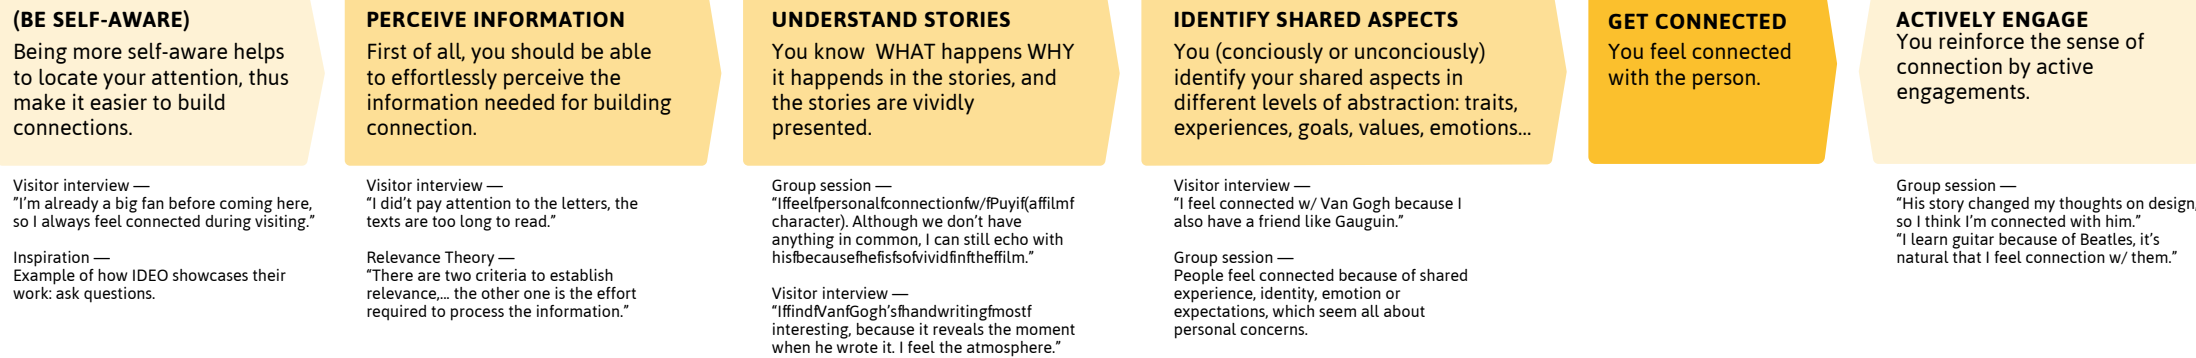 (BE SELF-AWARE)
Being more self-aware helps
to locate your attention, thus
make it easier to build
connections.
Visitor interview —
"I'm already a big fan before coming here,
so I always feel connected during visiting."
Inspiration —
Example of how IDEO showcases their
work: ask questions.
PERCEIVE INFORMATION
First of all, you should be able
to effortlessly perceive the
information needed for building
connection.
Visitor interview —
“I did’t pay attention to the letters, the
texts are too long to read.”
Relevance Theory —
“There are two criteria to establish
relevance,... the other one is the effort
required to process the information.”
UNDERSTAND STORIES
You know WHAT happens WHY
it happends in the stories, and
the stories are vividly
presented.
Group session —
“Iffeelfpersonalfconnectionfw/fPuyif(affilmf
character). Although we don’t have
anything in common, I can still echo with
hisfbecausefhefisfsofvividfinftheffilm.”
Visitor interview —
“IffindfVanfGogh’sfhandwritingfmostf
interesting, because it reveals the moment
when he wrote it. I feel the atmosphere.”
IDENTIFY SHARED ASPECTS
You (conciously or unconciously)
identify your shared aspects in
different levels of abstraction: traits,
experiences, goals, values, emotions...
Visitor interview —
“I feel connected w/ Van Gogh because I
also have a friend like Gauguin.”
Group session —
People feel connected because of shared
experience, identity, emotion or
expectations, which seem all about
personal concerns.
GET CONNECTED
You feel connected
with the person.
ACTIVELY ENGAGE
You reinforce the sense of
connection by active
engagements.
Group session —
“His story changed my thoughts on design,
so I think I’m connected with him.”
“I learn guitar because of Beatles, it’s
natural that I feel connection w/ them.”